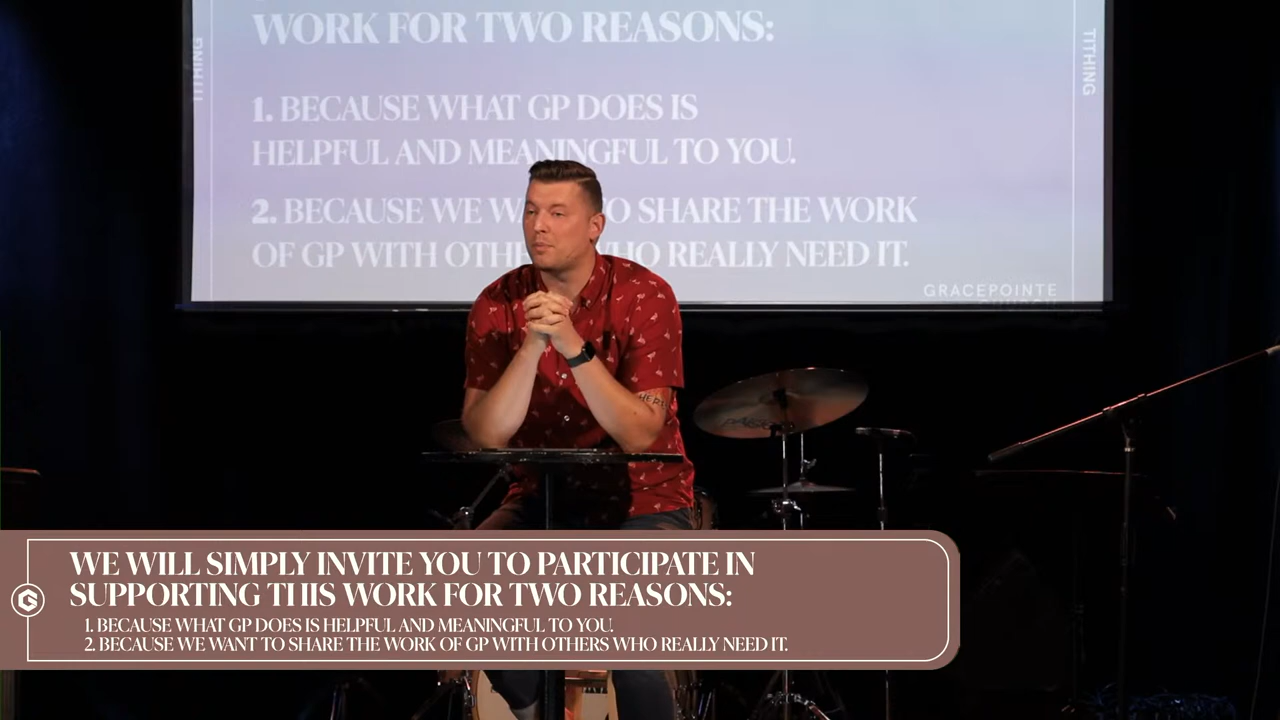 WORK FOR TWO REASONS:
TITHING
TITHING
1. BECAUSE WHAT GP DOES IS
HELPFUL AND MEANINGFUL TO YOU.
2. BECAUSE WE SHARE THE WORK
OF GP WITH WHO REALLY NEED IT.
GRACEPOINTE
CHURCH
WE WILL SIMPLY INVITE YOU TO PARTICIPATE IN
SUPPORTING THIS WORK FOR TWO REASONS:
1. BECAUSE WHAT GP DOES IS HELPFUL AND MEANINGFUL TO YOU.
2. BECAUSE WE WANT TO SHARE THE WORK OF GP WITH OTHERS WHO REALLY NEED IT.